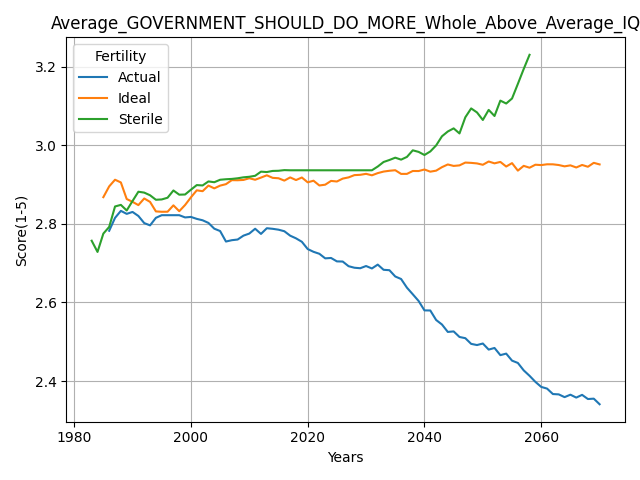 Average_GOVERNMENT_SHOULD_DO_MORE_Whole_Above_Average_IQ
Fertility
Actual
Ideal
Sterile
3.2
3.0
2.8
2.6
2.4
Score(1-5)
1980
2000
2020
2040
2060
Years